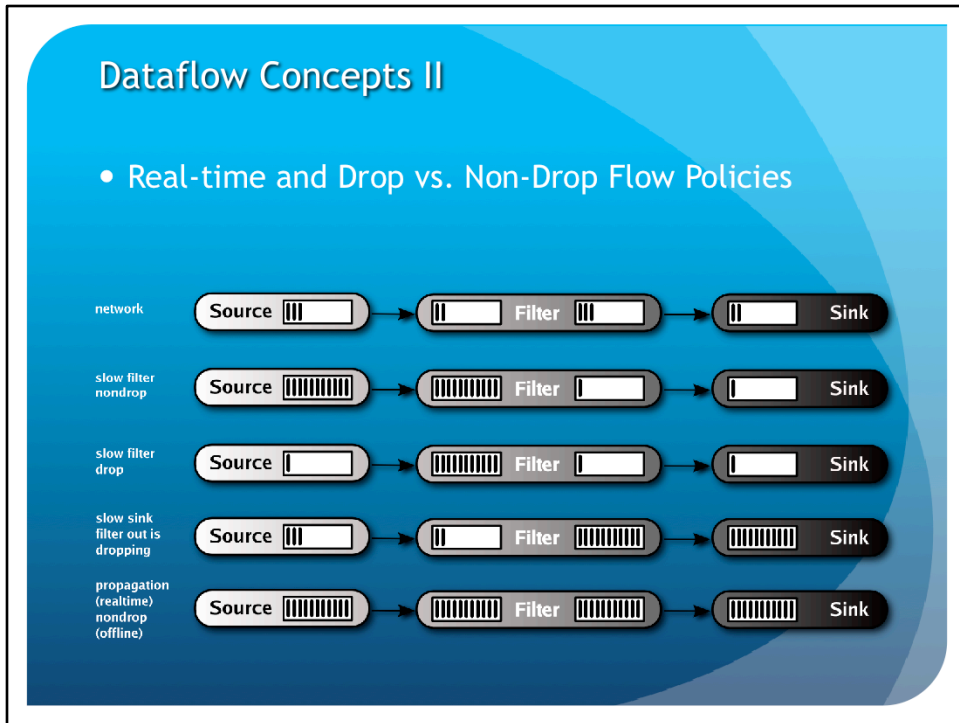 Dataflow Concepts II
• Real-time and Drop vs. Non-Drop Flow Policies
network
Source Filter Sink
slow filter
nondrop
Source Filter Sink
slow filter
drop
Source Filter Sink
slow sink
filter out is
dropping
Source Filter Sink
propagation
(realtime)
nondrop
(offline)
Source Filter Sink